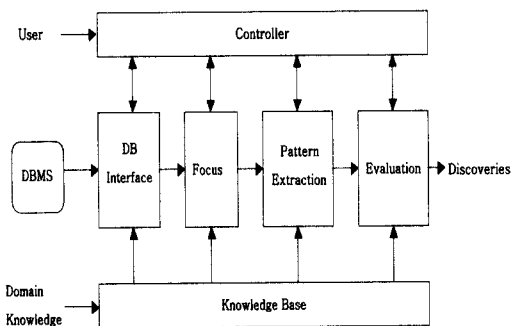 User
Controller
DBMS
DB
Interface
Focus
Pattern
Extraction
Evaluation
Discoveries
Domain
Knowledge
Knowledge Base